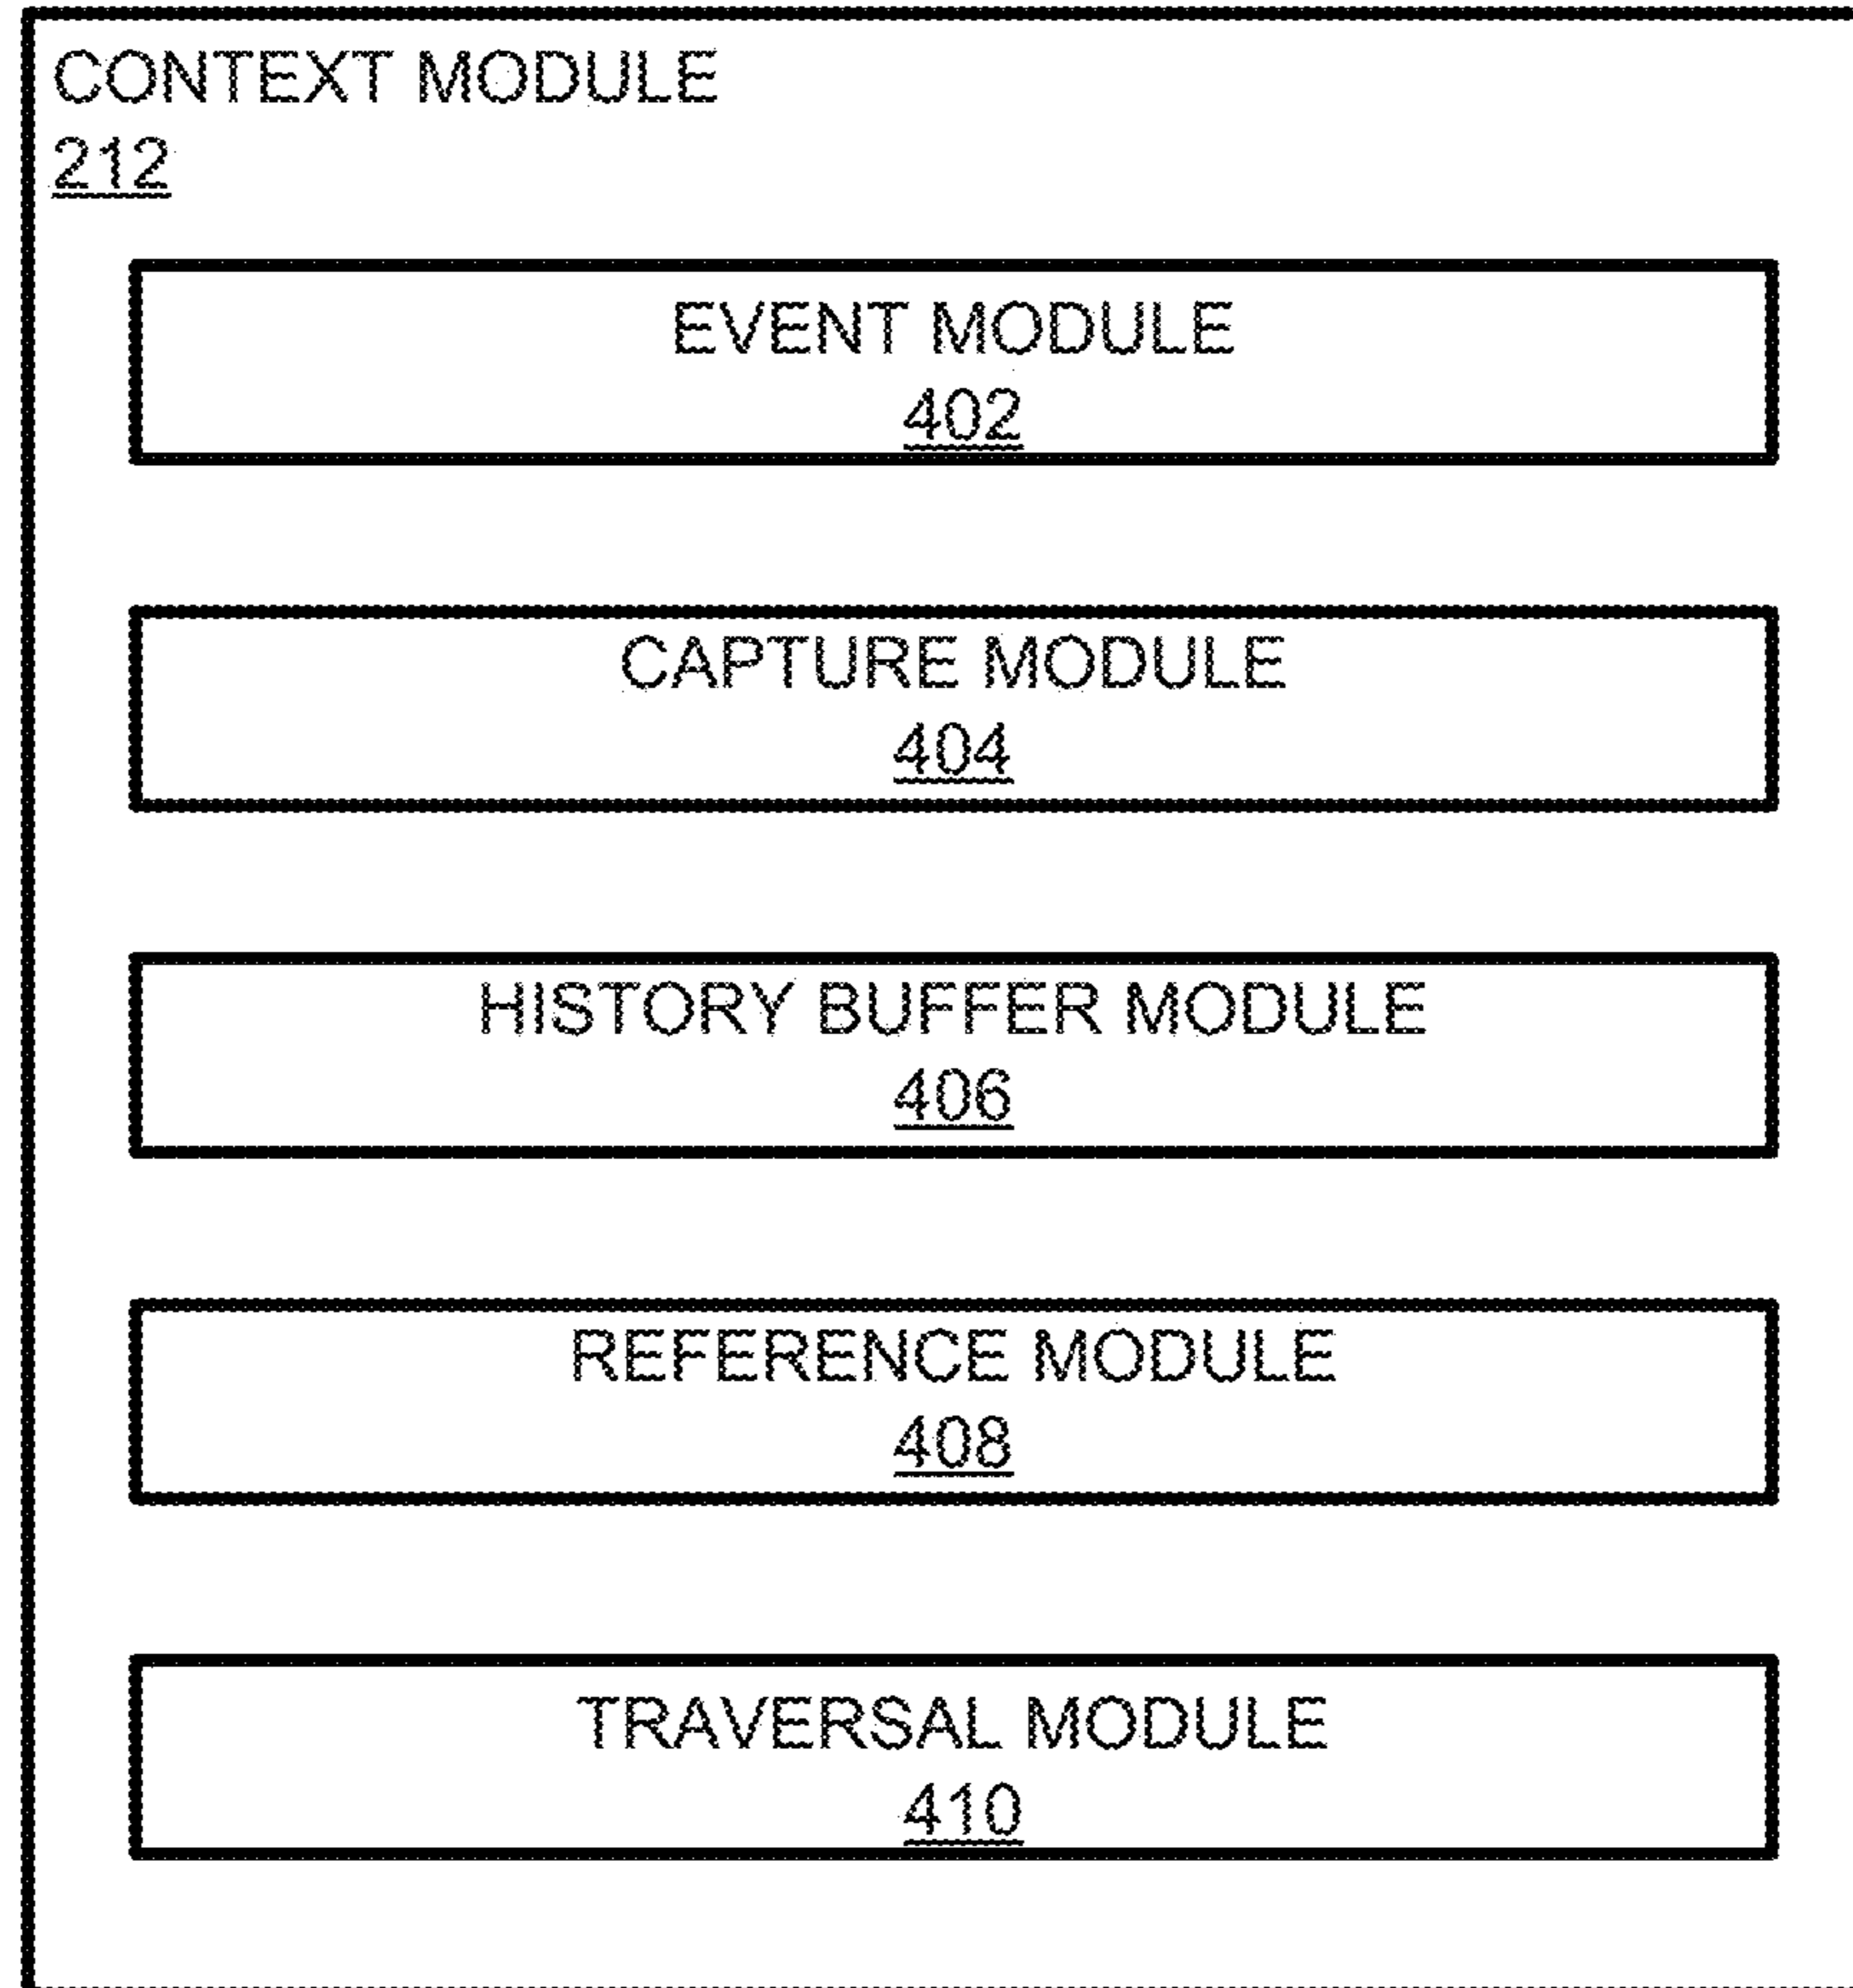 CONTEXT MODULE
212
EVENT MODULE
402
CAPTURE MODULE
404
HISTORY BUFFER MODULE
406
REFERENCE MODULE
408
TRAVERSAL MODULE
410